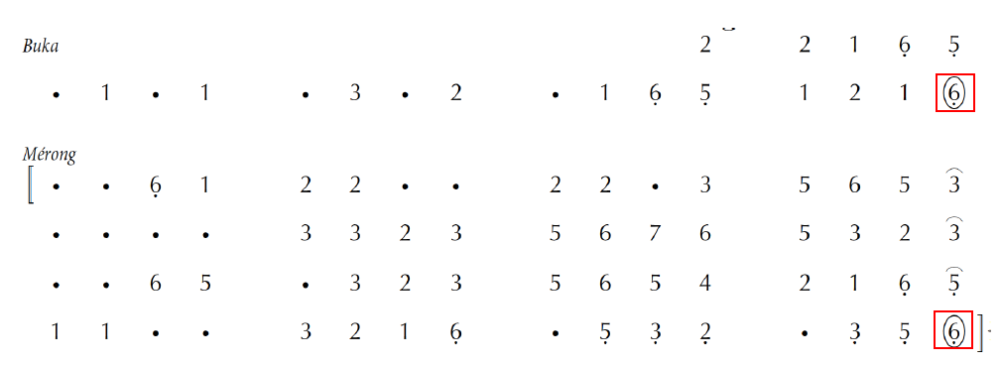 Buka 2 2 1 6̣ 5̣
• 1 • 1 • 3 • 2 • 1 6̣ 5̣ 1 2 1 6̣
Mérong
[ • • 6̣ 1 2 2 • • 2 2 • 3 5 6 5 3
• • • • 3 3 2 3 5 6 7 6 5 3 2 3
• • 6 5 • 3 2 3 5 6 5 4 2 1 6̣ 5̣
1 1 • • 3 2 1 6̣ • 5̣ 3̣ 2̣ • 3̣ 5̣ 6̣ ]